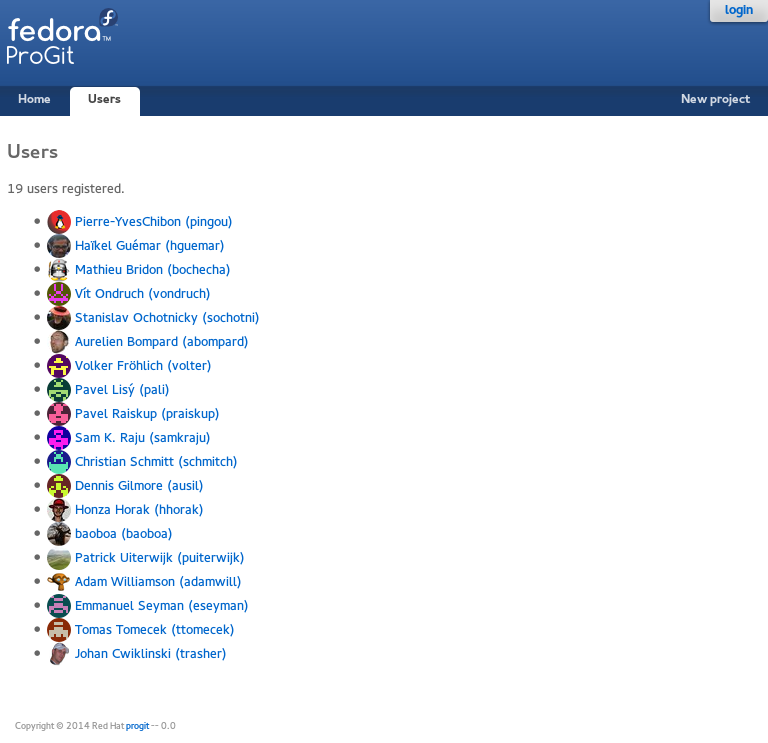 login
fedora™
ProGit
Home Users New project
Users
19 users registered.
• Pierre-YvesChibon (pingou)
• Haïkel Guémar (hguemar)
• Mathieu Bridon (bochecha)
• Vít Ondruch (vondruch)
• Stanislav Ochotnicky (sochotni)
• Aurelien Bompard (abompard)
• Volker Fröhlich (volter)
• Pavel Lisý (pali)
• Pavel Raiskup (praiskup)
• Sam K. Raju (samkraju)
• Christian Schmitt (schmitch)
• Dennis Gilmore (ausil)
• Honza Horak (hhorak)
• baoboa (baoboa)
• Patrick Uiterwijk (puiterwijk)
• Adam Williamson (adamwill)
• Emmanuel Seyman (eseyman)
• Tomas Tomecek (ttomecek)
• Johan Cwiklinski (trasher)
Copyright © 2014 Red Hat progit -- 0.0